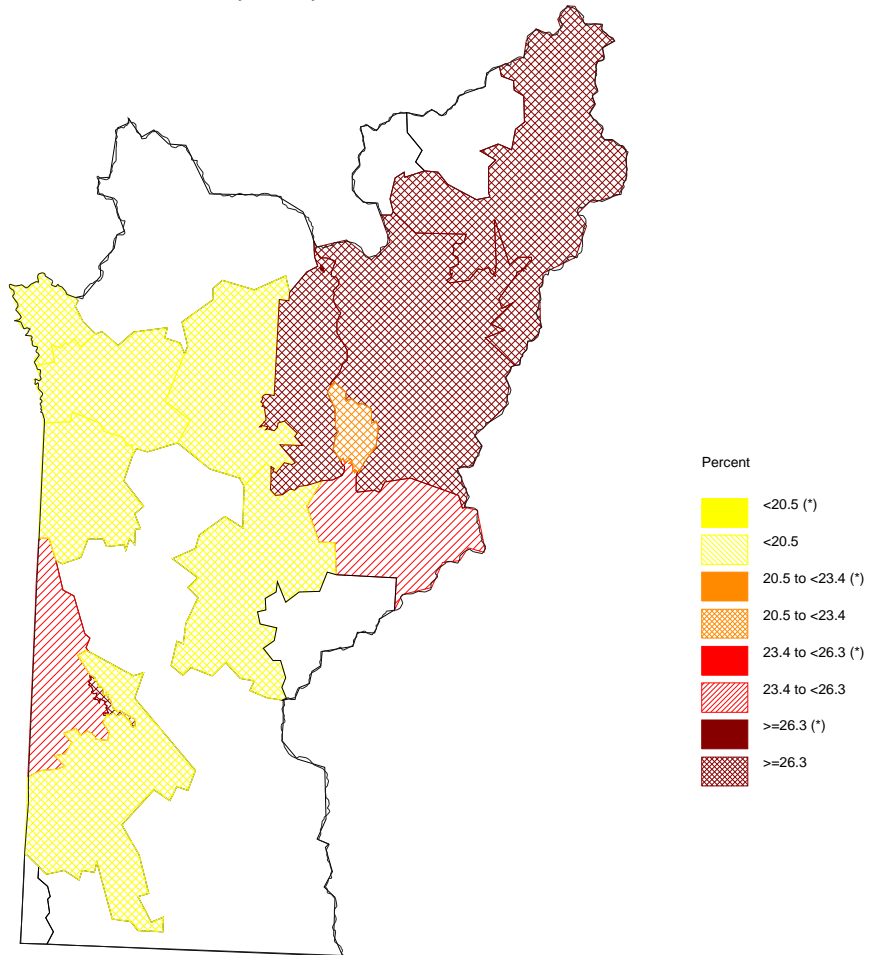 Percent
<20.5 (*)
<20.5
20.5 to <23.4 (*)
20.5 to <23.4
23.4 to <26.3 (*)
23.4 to <26.3
>=26.3 (*)
>=26.3